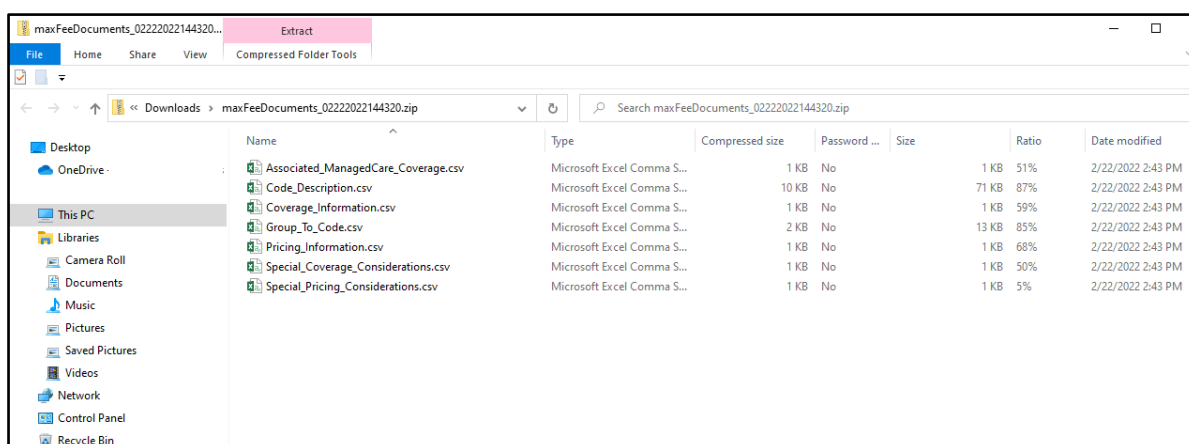 maxFeeDocuments_02222022144320... Extract
File Home Share View Compressed Folder Tools
« Downloads › maxFeeDocuments_02222022144320.zip Search maxFeeDocuments_02222022144320.zip
Name Type Compressed size Password ... Size Ratio Date modified
Desktop
OneDrive -
This PC
Libraries
Camera Roll
Documents
Music
Pictures
Saved Pictures
Videos
Network
Control Panel
Recycle Bin
Associated_ManagedCare_Coverage.csv Microsoft Excel Comma S... 1 KB No 1 KB 51% 2/22/2022 2:43 PM
Code_Description.csv Microsoft Excel Comma S... 10 KB No 71 KB 87% 2/22/2022 2:43 PM
Coverage_Information.csv Microsoft Excel Comma S... 1 KB No 1 KB 59% 2/22/2022 2:43 PM
Group_To_Code.csv Microsoft Excel Comma S... 2 KB No 13 KB 85% 2/22/2022 2:43 PM
Pricing_Information.csv Microsoft Excel Comma S... 1 KB No 1 KB 68% 2/22/2022 2:43 PM
Special_Coverage_Considerations.csv Microsoft Excel Comma S... 1 KB No 1 KB 50% 2/22/2022 2:43 PM
Special_Pricing_Considerations.csv Microsoft Excel Comma S... 1 KB No 1 KB 5% 2/22/2022 2:43 PM